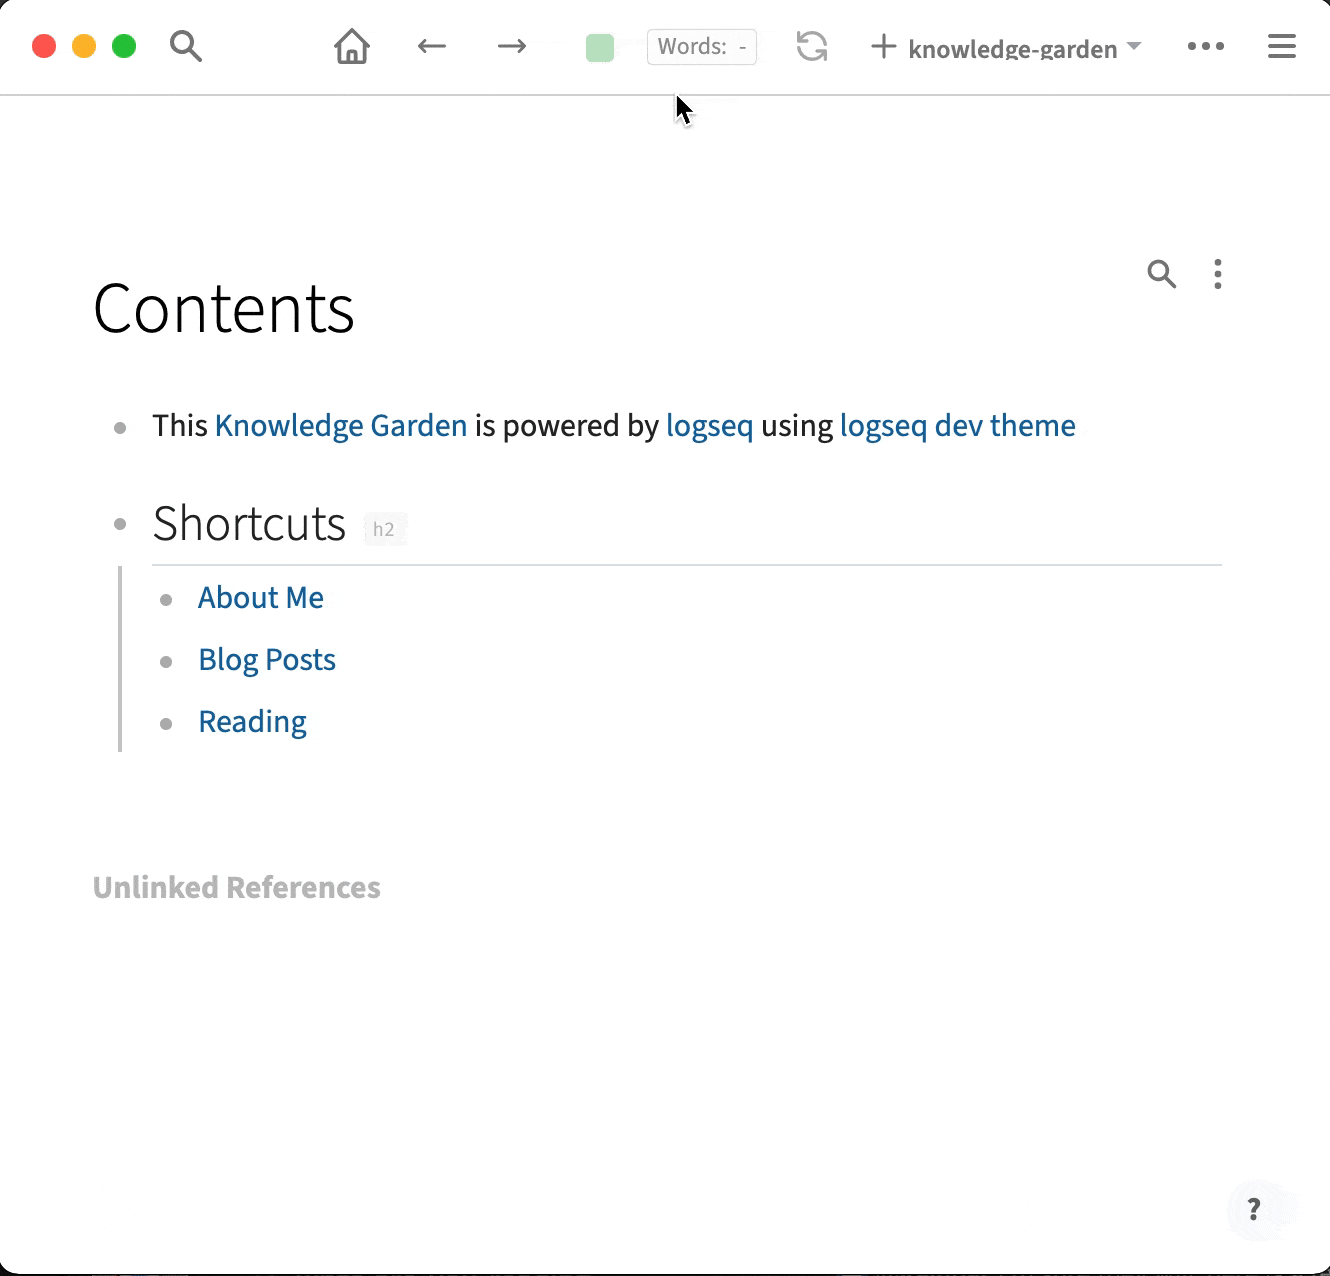 Words: -
knowledge-garden
Contents
This Knowledge Garden is powered by logseq using logseq dev theme
Shortcuts h2
About Me
Blog Posts
Reading
Unlinked References
?